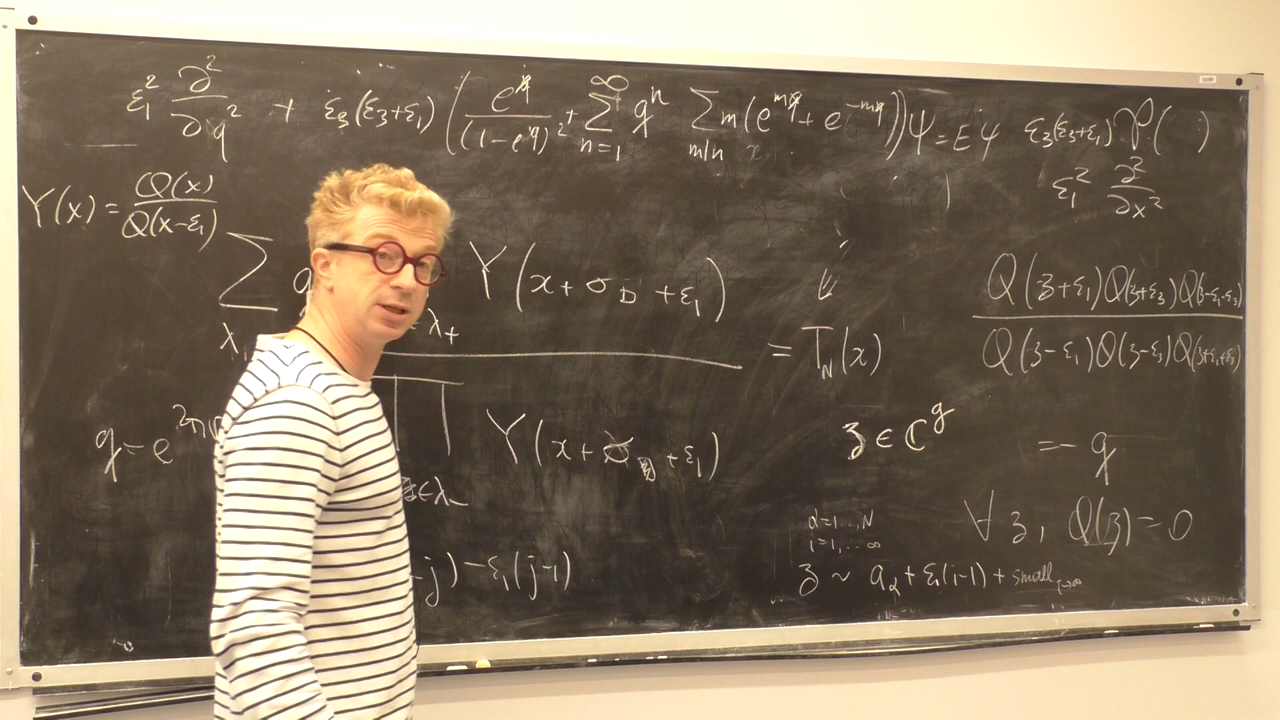 ε₁² ∂²/∂q² + ε₃(ε₃+ε₁) ( e^q/(1-e^q)² + ∑_{n=1}^∞ q^n ∑_{m|n} m(e^{mq} + e^{-mq}) ) Ψ = EΨ
ε₃(ε₃+ε₁) 𝒫( )
ε₁² ∂²/∂x²
Y(x) = Q(x)/Q(x-ε₁)
∑ Y(x + σ_□ + ε₁)
λ₊
∏ Y(x + σ_□ + ε₁)
∈λ₋
= T_N(x)
Q(ʒ+ε₁)Q(ʒ+ε₃)Q(ʒ-ε₁-ε₃)
Q(ʒ-ε₁)Q(ʒ-ε₃)Q(ʒ+ε₁+ε₃)
= - q
q = e^{2π
ʒ ∈ ℂ^g
∀ ʒ, Q(ʒ) = 0
α=1...,N
i=1,...∞
-j) - ε₁(j-1)
ʒ ~ a_α + ε₁(i-1) + small_{i→∞}